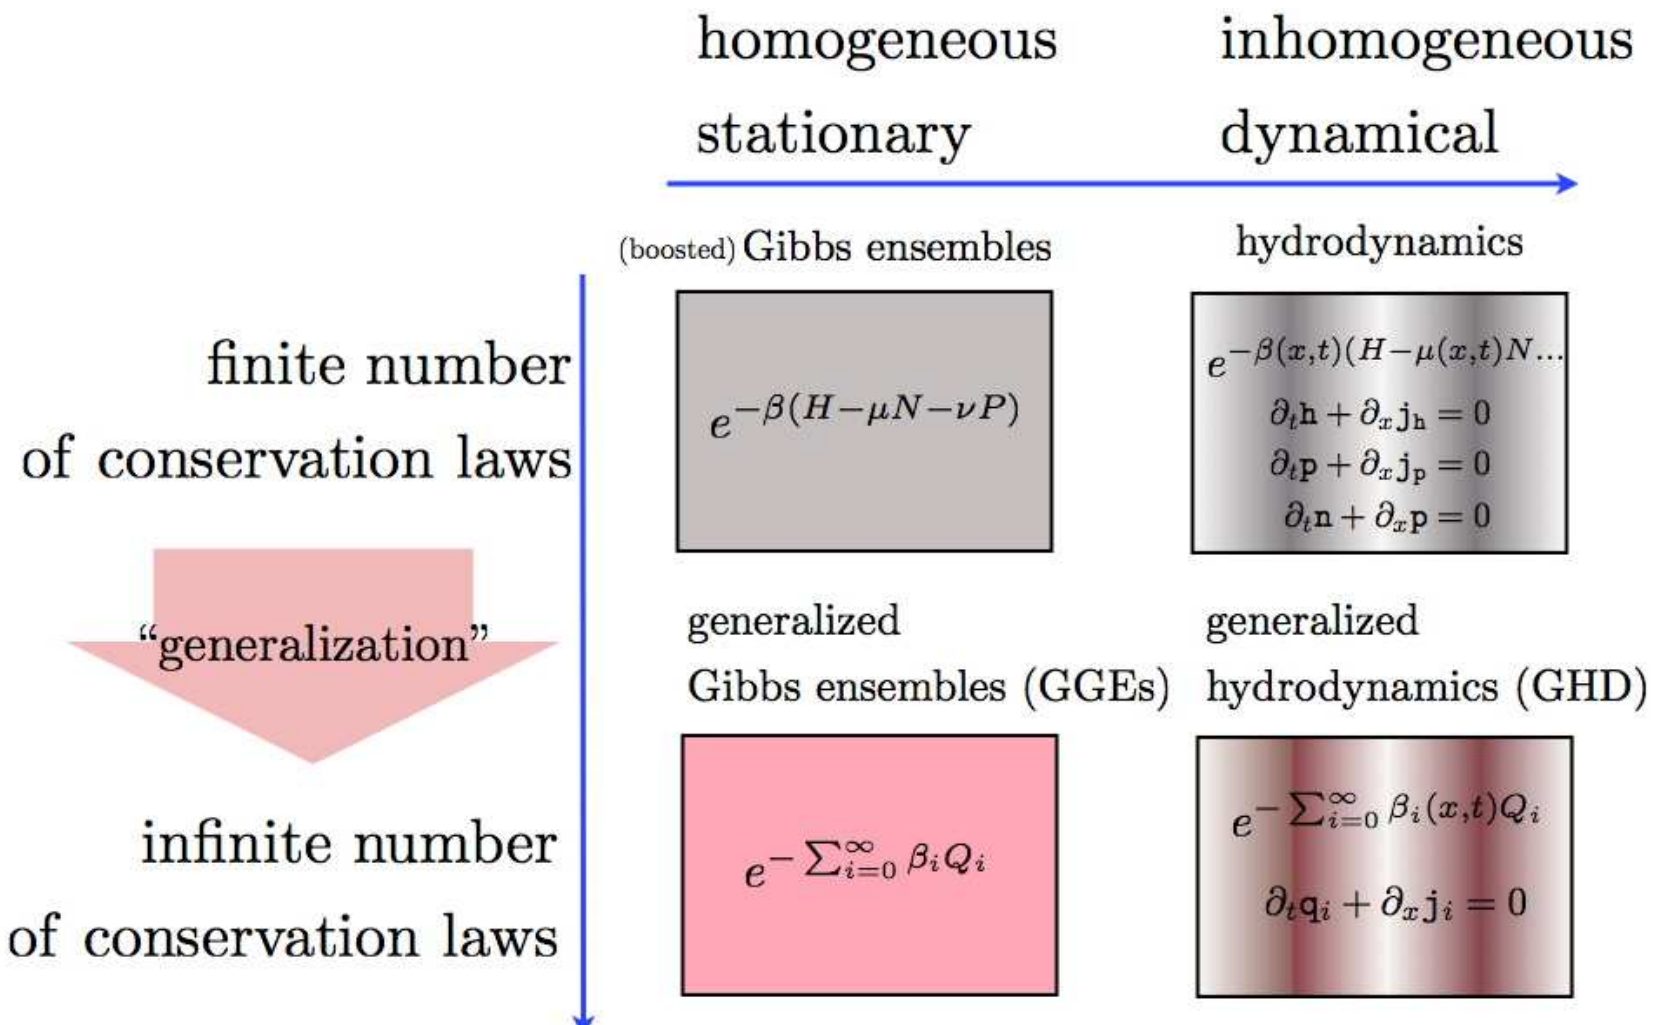 homogeneous
inhomogeneous
stationary
dynamical
(boosted) Gibbs ensembles
hydrodynamics
finite number
of conservation laws
e^{-β(H-μN-νP)}
e^{-β(x,t)(H-μ(x,t)N...}
∂_t h + ∂_x j_h = 0
∂_t p + ∂_x j_p = 0
∂_t n + ∂_x p = 0
“generalization”
generalized
Gibbs ensembles (GGEs)
generalized
hydrodynamics (GHD)
infinite number
of conservation laws
e^{-∑_{i=0}^{∞} β_i Q_i}
e^{-∑_{i=0}^{∞} β_i(x,t)Q_i}
∂_t q_i + ∂_x j_i = 0